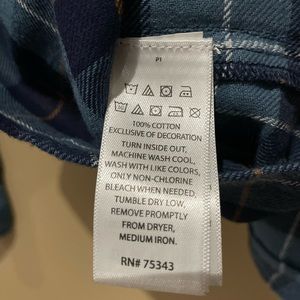 P1
100% COTTON
EXCLUSIVE OF DECORATION
TURN INSIDE OUT,
MACHINE WASH COOL,
WASH WITH LIKE COLORS,
ONLY NON-CHLORINE
BLEACH WHEN NEEDED,
TUMBLE DRY LOW,
REMOVE PROMPTLY
FROM DRYER,
MEDIUM IRON.
RN# 75343